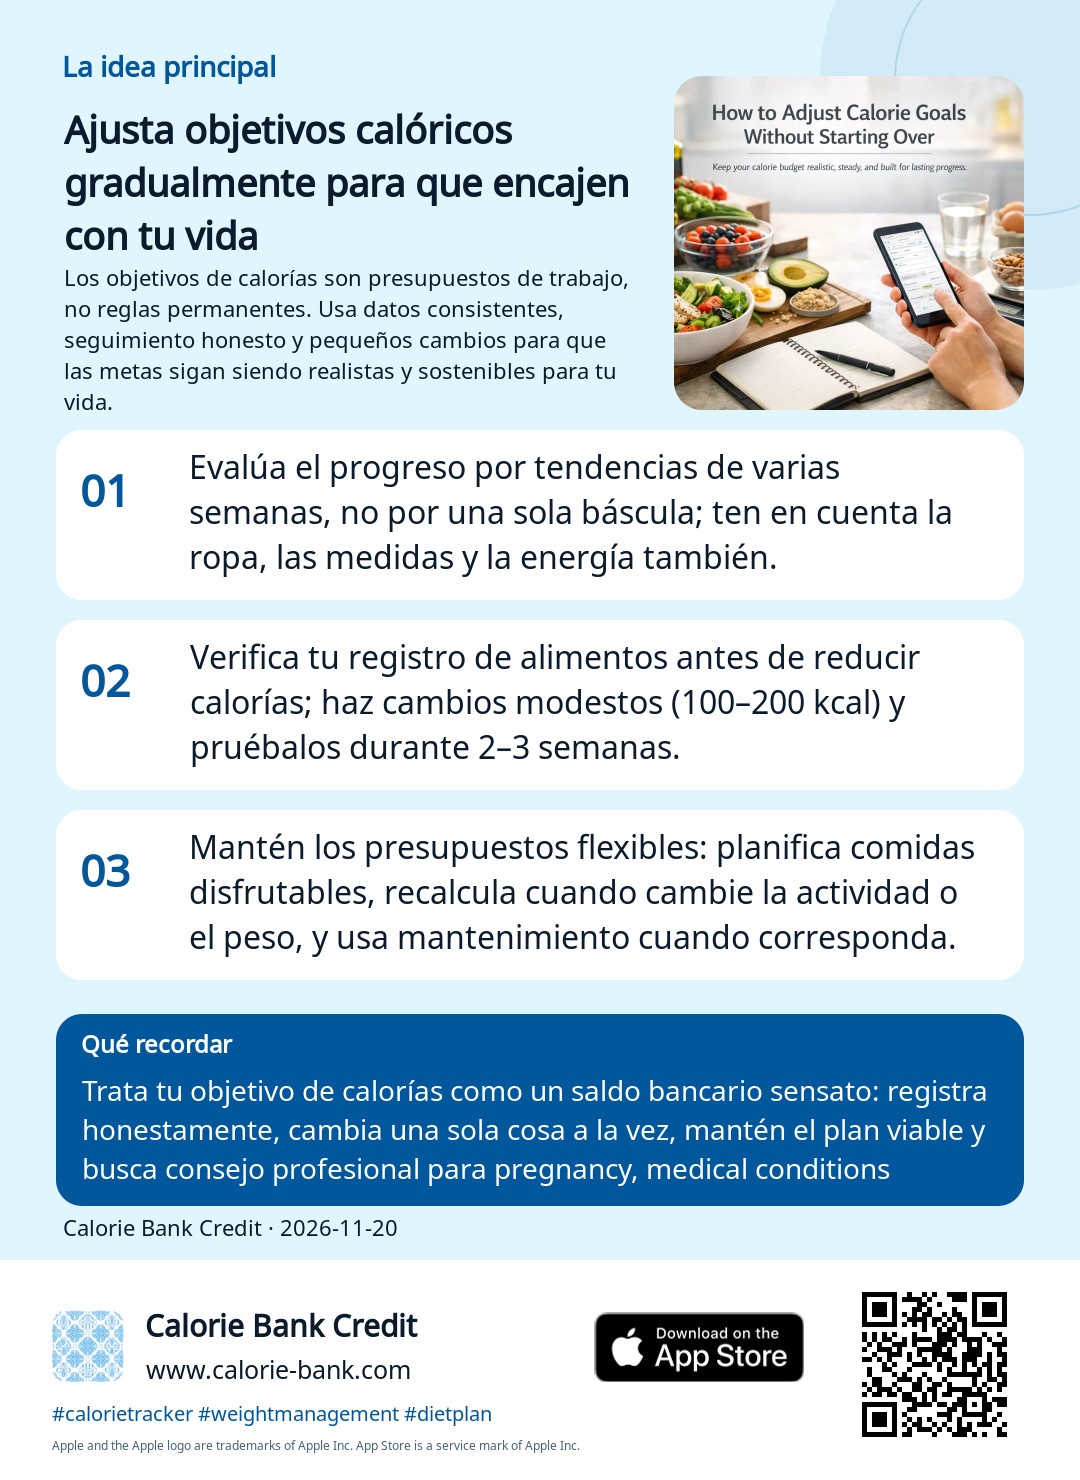 La idea principal
Ajusta objetivos calóricos
gradualmente para que encajen
con tu vida
Los objetivos de calorías son presupuestos de trabajo,
no reglas permanentes. Usa datos consistentes,
seguimiento honesto y pequeños cambios para que
las metas sigan siendo realistas y sostenibles para tu
vida.
How to Adjust Calorie Goals
Without Starting Over
Keep your calorie budget realistic, steady, and built for lasting progress.
01
Evalúa el progreso por tendencias de varias
semanas, no por una sola báscula; ten en cuenta la
ropa, las medidas y la energía también.
02
Verifica tu registro de alimentos antes de reducir
calorías; haz cambios modestos (100–200 kcal) y
pruébalos durante 2–3 semanas.
03
Mantén los presupuestos flexibles: planifica comidas
disfrutables, recalcula cuando cambie la actividad o
el peso, y usa mantenimiento cuando corresponda.
Qué recordar
Trata tu objetivo de calorías como un saldo bancario sensato: registra
honestamente, cambia una sola cosa a la vez, mantén el plan viable y
busca consejo profesional para pregnancy, medical conditions
Calorie Bank Credit · 2026-11-20
Calorie Bank Credit
www.calorie-bank.com
Download on the
App Store
#calorietracker #weightmanagement #dietplan
Apple and the Apple logo are trademarks of Apple Inc. App Store is a service mark of Apple Inc.